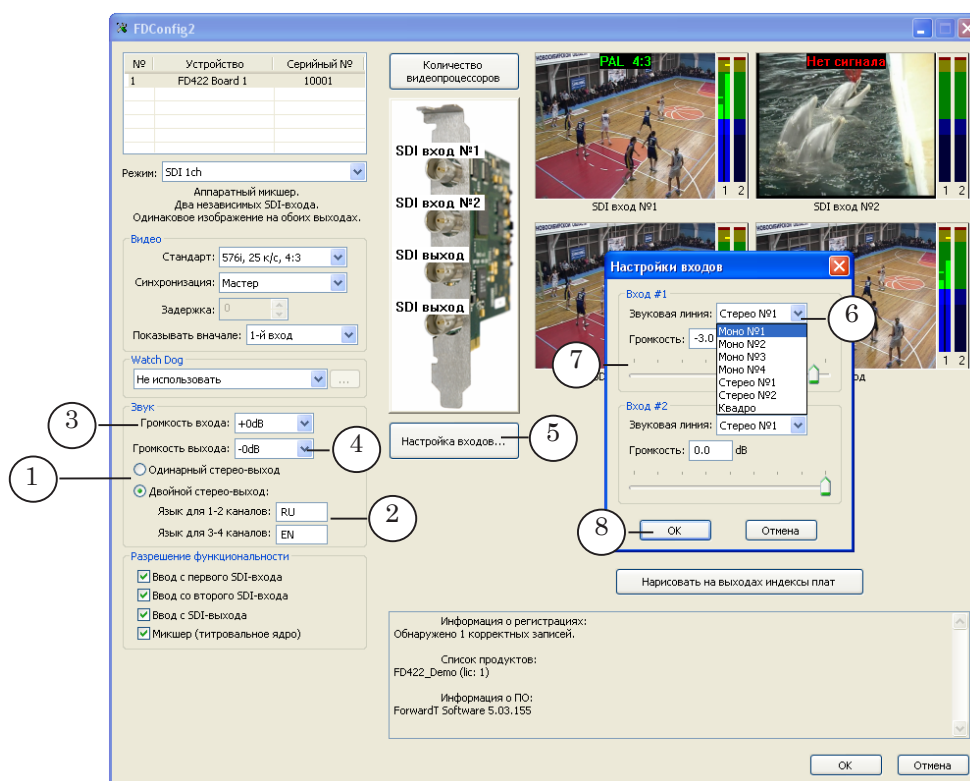 FDConfig2
№ Устройство Серийный №
1 FD422 Board 1 10001
Режим: SDI 1ch
Аппаратный микшер.
Два независимых SDI-входа.
Одинаковое изображение на обоих выходах.
Видео
Стандарт: 576i, 25 к/с, 4:3
Синхронизация: Мастер
Задержка: 0
Показывать вначале: 1-й вход
Watch Dog
Не использовать ...
Звук
3
Громкость входа: +0dB
Громкость выхода: -0dB
4
1
Одинарный стерео-выход
Двойной стерео-выход:
Язык для 1-2 каналов: RU
2
Язык для 3-4 каналов: EN
Разрешение функциональности
Ввод с первого SDI-входа
Ввод со второго SDI-входа
Ввод с SDI-выхода
Микшер (титровальное ядро)
Количество
видеопроцессоров
SDI вход №1
SDI вход №2
SDI выход
SDI выход
Настройка входов...
5
PAL 4:3
1 2
SDI вход №1
Нет сигнала
1 2
SDI вход №2
НОВОСИБИРСКОЙ ОБЛАСТИ
Настройки входов
Вход #1
Звуковая линия: Стерео №1
6
Громкость: -3.0
7
Моно №1
Моно №2
Моно №3
Моно №4
Стерео №1
Стерео №2
Квадро
Вход #2
Звуковая линия: Стерео №1
Громкость: 0.0 dB
8
OK Отмена
1 2
Нарисовать на выходах индексы плат
Информация о регистрациях:
Обнаружено 1 корректных записей.
Список продуктов:
FD422_Demo (lic: 1)
Информация о ПО:
ForwardT Software 5.03.155
OK Отмена